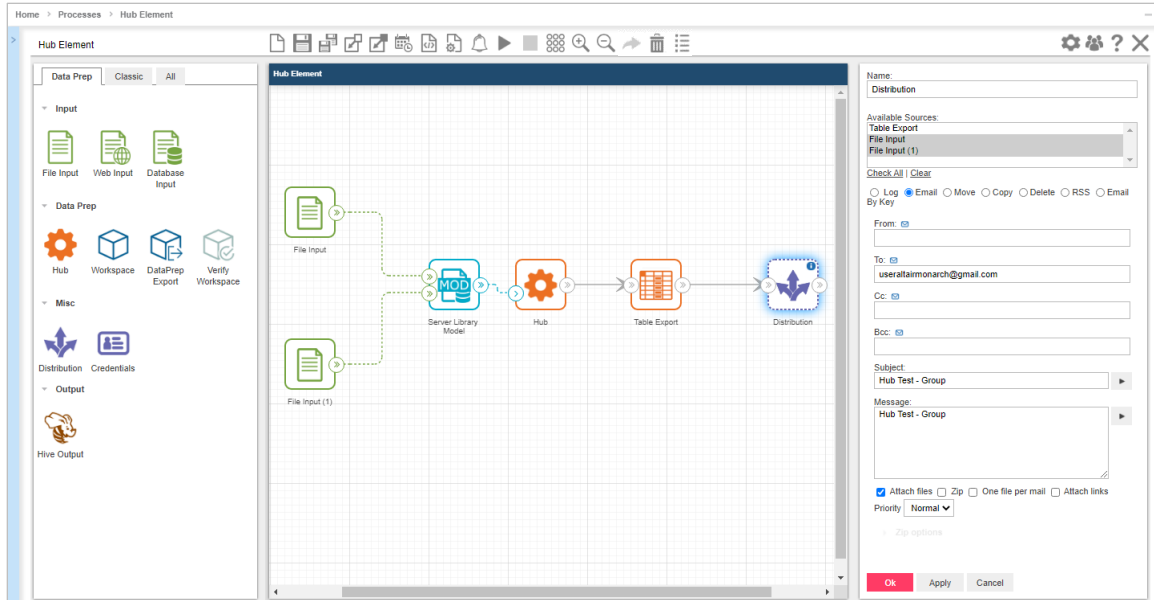 Home > Processes > Hub Element
Hub Element
Data Prep Classic All
Input
File Input Web Input Database Input
Data Prep
Hub Workspace DataPrep Export Verify Workspace
Misc
Distribution Credentials
Output
Hive Output
Hub Element
File Input
MOD
Server Library
Model
Hub
Table Export
Distribution
File Input (1)
Name:
Distribution
Available Sources:
Table Export
File Input
File Input (1)
Check All | Clear
Log Email Move Copy Delete RSS Email
By Key
From:
To:
useraltairmonarch@gmail.com
Cc:
Bcc:
Subject:
Hub Test - Group
Message:
Hub Test - Group
Attach files Zip One file per mail Attach links
Priority Normal
Zip options
Ok Apply Cancel